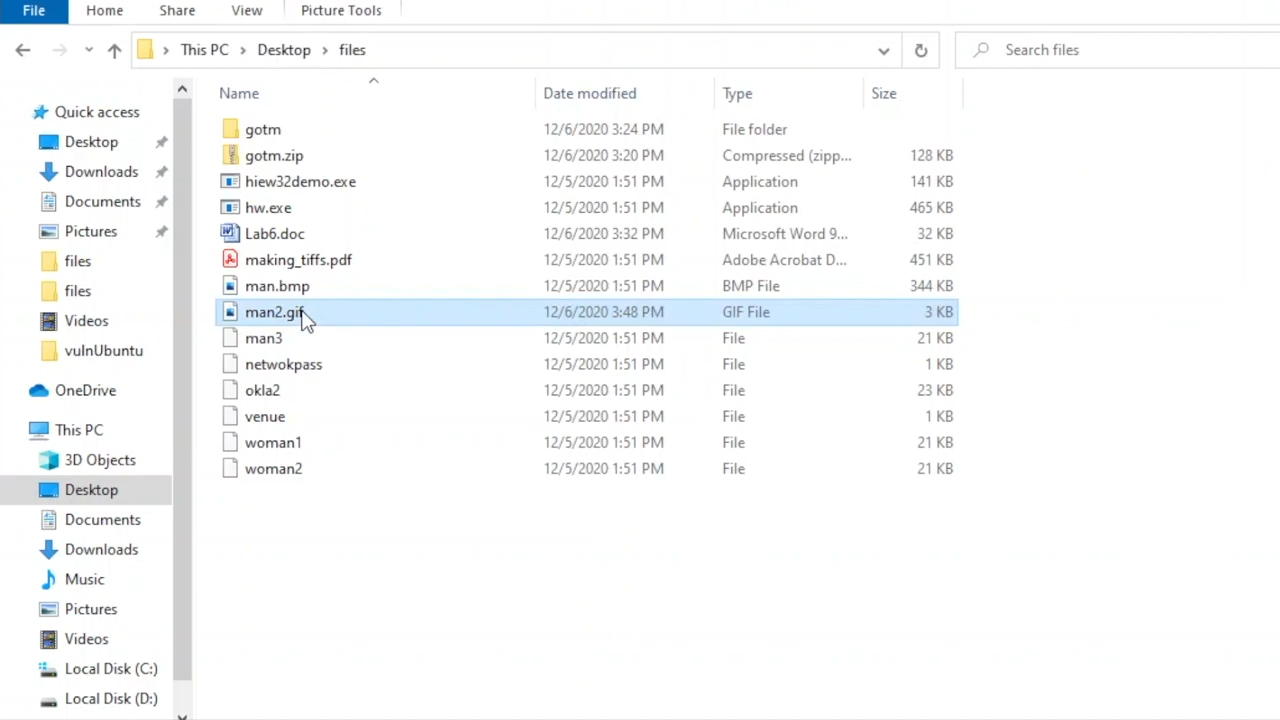 File Home Share View Picture Tools
This PC Desktop files Search files
Name Date modified Type Size
Quick access
Desktop
Downloads
Documents
Pictures
files
files
Videos
vulnUbuntu
OneDrive
This PC
3D Objects
Desktop
Documents
Downloads
Music
Pictures
Videos
Local Disk (C:)
Local Disk (D:)
gotm 12/6/2020 3:24 PM File folder
gotm.zip 12/6/2020 3:20 PM Compressed (zipp... 128 KB
hiew32demo.exe 12/5/2020 1:51 PM Application 141 KB
hw.exe 12/5/2020 1:51 PM Application 465 KB
Lab6.doc 12/6/2020 3:32 PM Microsoft Word 9... 32 KB
making_tiffs.pdf 12/5/2020 1:51 PM Adobe Acrobat D... 451 KB
man.bmp 12/5/2020 1:51 PM BMP File 344 KB
man2.gif 12/6/2020 3:48 PM GIF File 3 KB
man3 12/5/2020 1:51 PM File 21 KB
netwokpass 12/5/2020 1:51 PM File 1 KB
okla2 12/5/2020 1:51 PM File 23 KB
venue 12/5/2020 1:51 PM File 1 KB
woman1 12/5/2020 1:51 PM File 21 KB
woman2 12/5/2020 1:51 PM File 21 KB